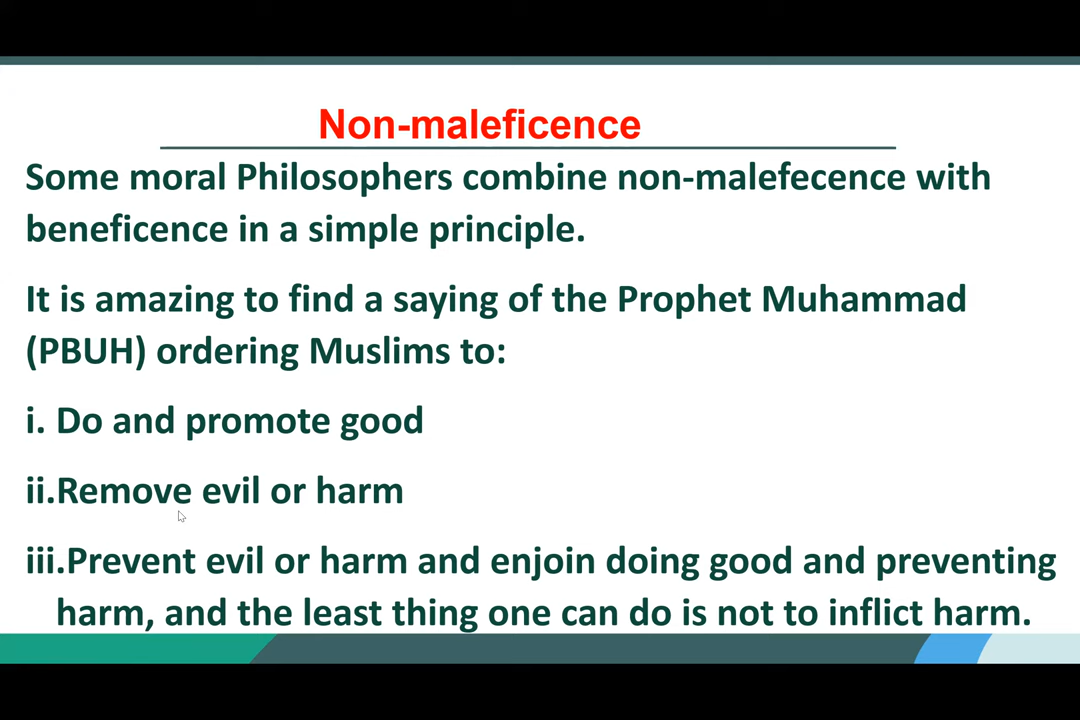 Non-maleficence
Some moral Philosophers combine non-malefecence with
beneficence in a simple principle.
It is amazing to find a saying of the Prophet Muhammad
(PBUH) ordering Muslims to:
i. Do and promote good
ii.Remove evil or harm
iii.Prevent evil or harm and enjoin doing good and preventing
harm, and the least thing one can do is not to inflict harm.